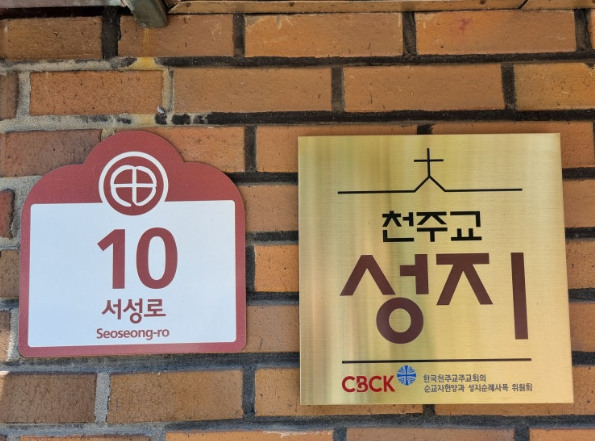 10
서성로
Seoseong-ro
천주교
성지
CBCK
한국천주교주교회의
순교자현양과 성지순례사목 위원회